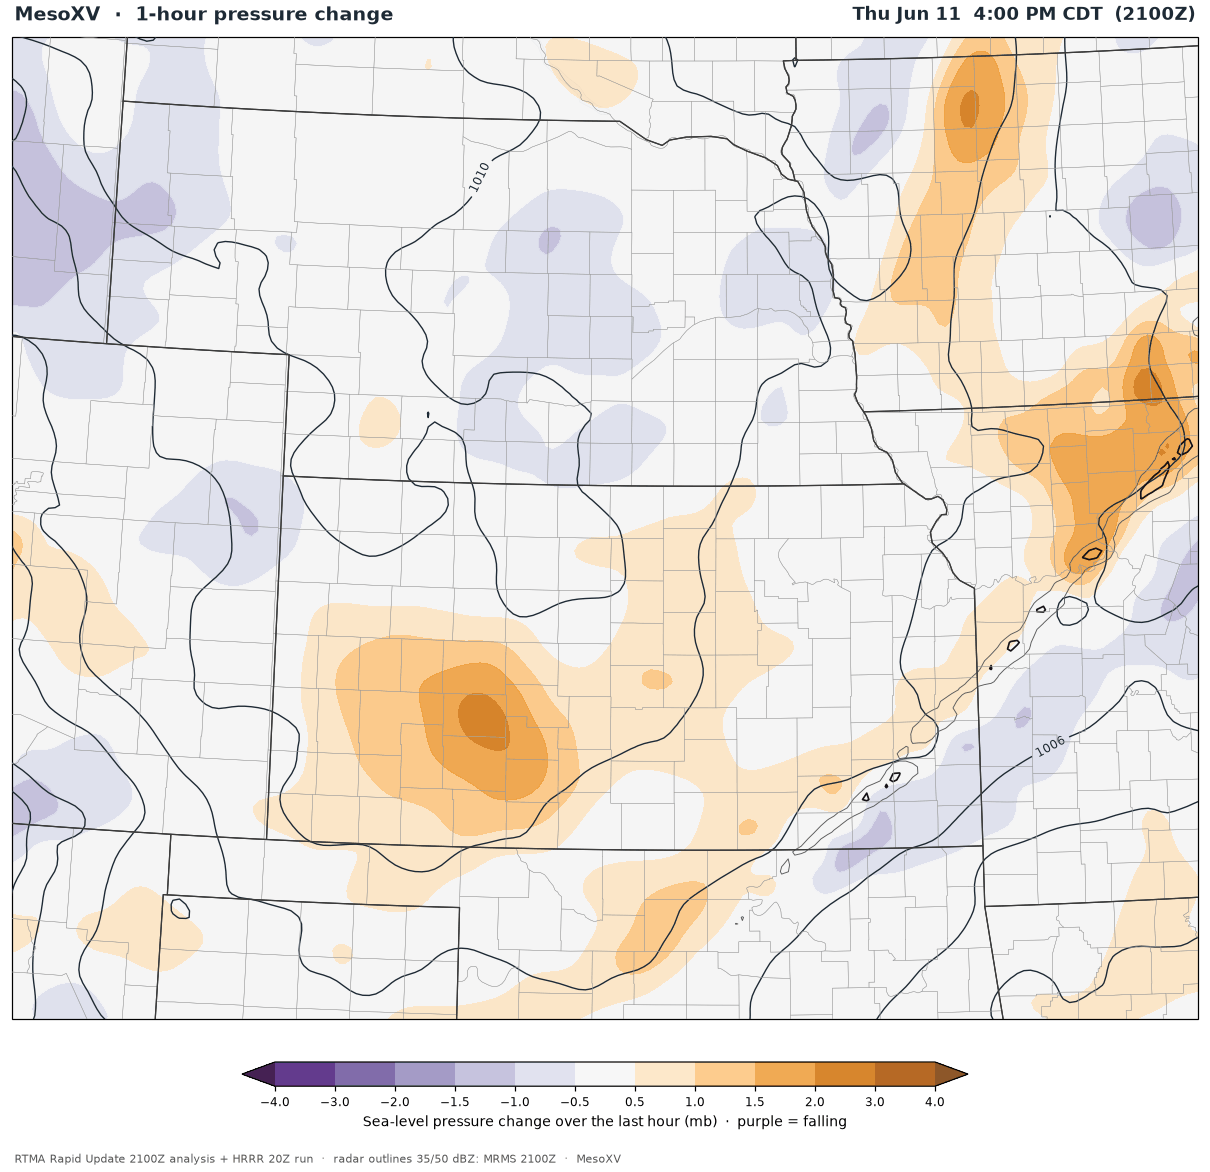 MesoXV · 1-hour pressure change
Thu Jun 11 4:00 PM CDT (2100Z)
1010
1006
−4.0 −3.0 −2.0 −1.5 −1.0 −0.5 0.5 1.0 1.5 2.0 3.0 4.0
Sea-level pressure change over the last hour (mb) · purple = falling
RTMA Rapid Update 2100Z analysis + HRRR 20Z run · radar outlines 35/50 dBZ: MRMS 2100Z · MesoXV